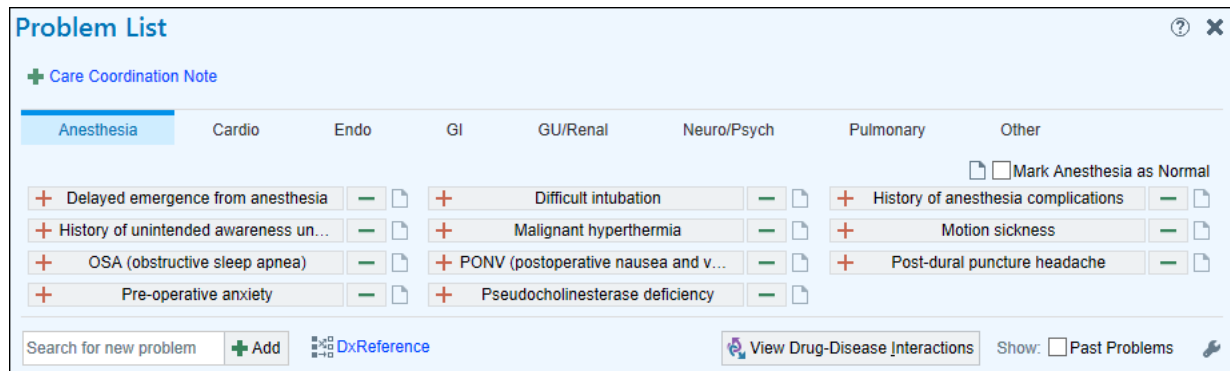 Problem List
Care Coordination Note
Anesthesia Cardio Endo GI GU/Renal Neuro/Psych Pulmonary Other
Mark Anesthesia as Normal
Delayed emergence from anesthesia Difficult intubation History of anesthesia complications
History of unintended awareness un... Malignant hyperthermia Motion sickness
OSA (obstructive sleep apnea) PONV (postoperative nausea and v... Post-dural puncture headache
Pre-operative anxiety Pseudocholinesterase deficiency
Search for new problem Add DxReference View Drug-Disease Interactions Show: Past Problems